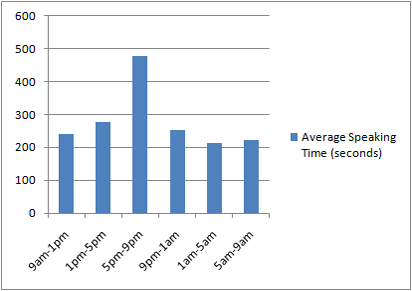 600
500
400
300
200
100
0
9am-1pm
1pm-5pm
5pm-9pm
9pm-1am
1am-5am
5am-9am
Average Speaking
Time (seconds)